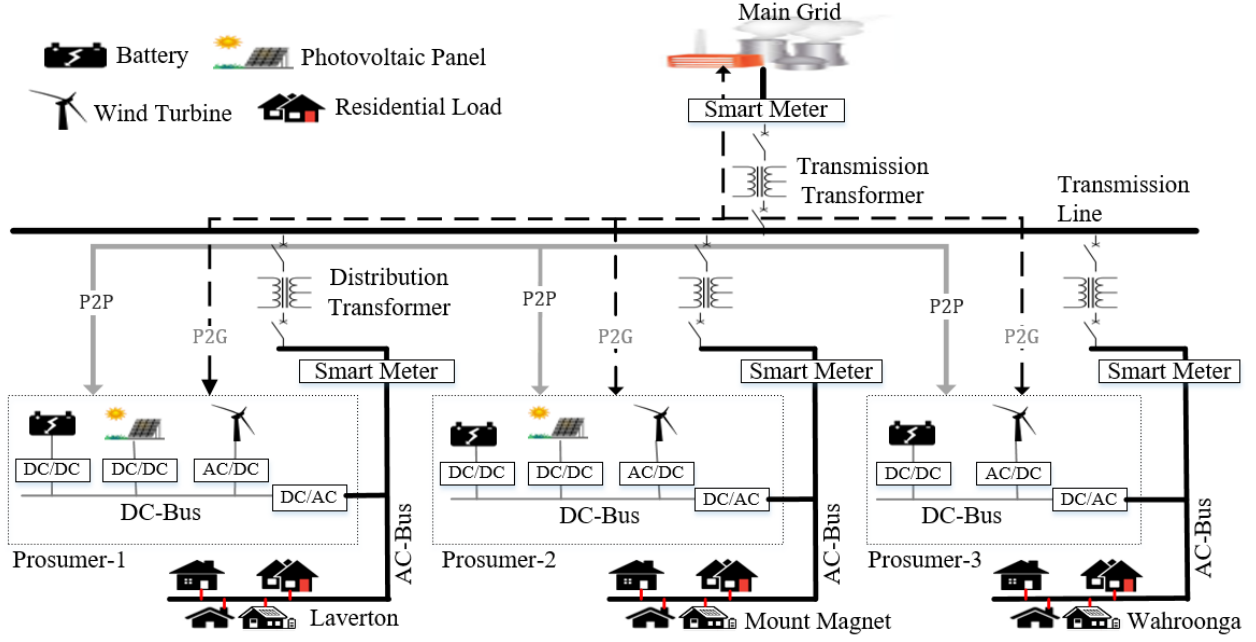 Main Grid
Battery
Photovoltaic Panel
Wind Turbine
Residential Load
Smart Meter
Transmission
Transformer
Transmission
Line
Distribution
Transformer
P2P
P2G
P2P
P2G
P2P
P2G
Smart Meter
Smart Meter
Smart Meter
DC/DC
DC/DC
AC/DC
DC/AC
DC-Bus
AC-Bus
Prosumer-1
Laverton
DC/DC
DC/DC
AC/DC
DC/AC
DC-Bus
AC-Bus
Prosumer-2
Mount Magnet
DC/DC
AC/DC
DC/AC
DC-Bus
AC-Bus
Prosumer-3
Wahroonga